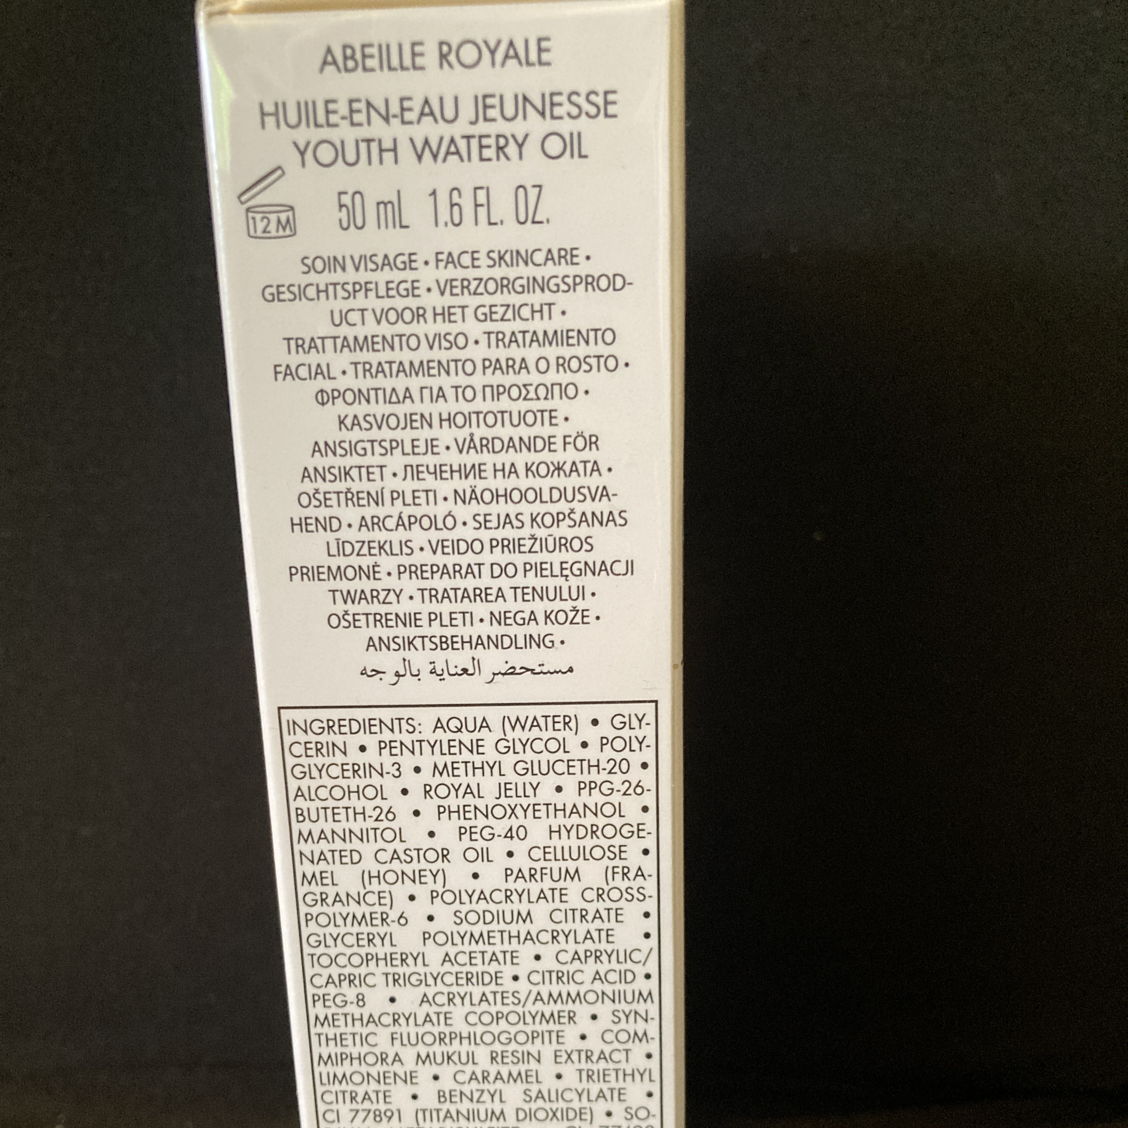 ABEILLE ROYALE
HUILE-EN-EAU JEUNESSE
YOUTH WATERY OIL
12M
50 mL 1.6 FL. OZ.
SOIN VISAGE • FACE SKINCARE •
GESICHTSPFLEGE • VERZORGINGSPROD-
UCT VOOR HET GEZICHT •
TRATTAMENTO VISO • TRATAMIENTO
FACIAL • TRATAMENTO PARA O ROSTO •
ΦΡΟΝΤΙΔΑ ΓΙΑ ΤΟ ΠΡΟΣΩΠΟ •
KASVOJEN HOITOTUOTE •
ANSIGTSPLEJE • VÅRDANDE FÖR
ANSIKTET • ЛЕЧЕНИЕ НА КОЖАТА •
OŠETŘENÍ PLETI • NÄOHOOLDUSVA-
HEND • ARCÁPOLÓ • SEJAS KOPŠANAS
LĪDZEKLIS • VEIDO PRIEŽIŪROS
PRIEMONĖ • PREPARAT DO PIELĘGNACJI
TWARZY • TRATAREA TENULUI •
OŠETRENIE PLETI • NEGA KOŽE •
ANSIKTSBEHANDLING •
مستحضر العناية بالوجه
INGREDIENTS: AQUA (WATER) • GLY-
CERIN • PENTYLENE GLYCOL • POLY-
GLYCERIN-3 • METHYL GLUCETH-20 •
ALCOHOL • ROYAL JELLY • PPG-26-
BUTETH-26 • PHENOXYETHANOL •
MANNITOL • PEG-40 HYDROGE-
NATED CASTOR OIL • CELLULOSE •
MEL (HONEY) • PARFUM (FRA-
GRANCE) • POLYACRYLATE CROSS-
POLYMER-6 • SODIUM CITRATE •
GLYCERYL POLYMETHACRYLATE •
TOCOPHERYL ACETATE • CAPRYLIC/
CAPRIC TRIGLYCERIDE • CITRIC ACID •
PEG-8 • ACRYLATES/AMMONIUM
METHACRYLATE COPOLYMER • SYN-
THETIC FLUORPHLOGOPITE • COM-
MIPHORA MUKUL RESIN EXTRACT •
LIMONENE • CARAMEL • TRIETHYL
CITRATE • BENZYL SALICYLATE •
CI 77891 (TITANIUM DIOXIDE) • SO-